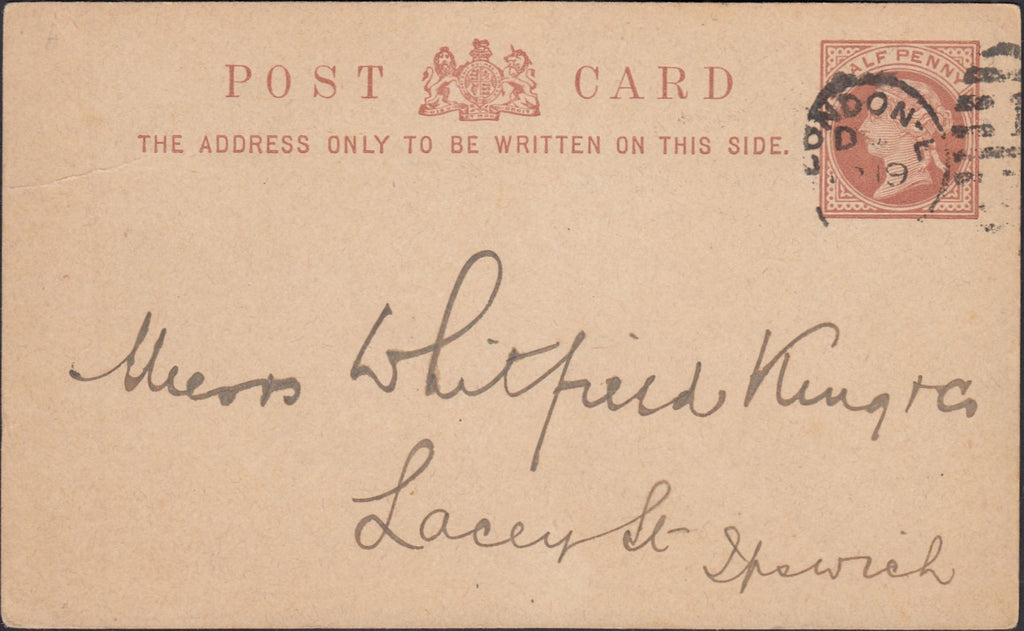 POST CARD
THE ADDRESS ONLY TO BE WRITTEN ON THIS SIDE.
HALF PENNY
LONDON-E
D
19
Messrs Whitfield King & Co
Lacey St Ipswich